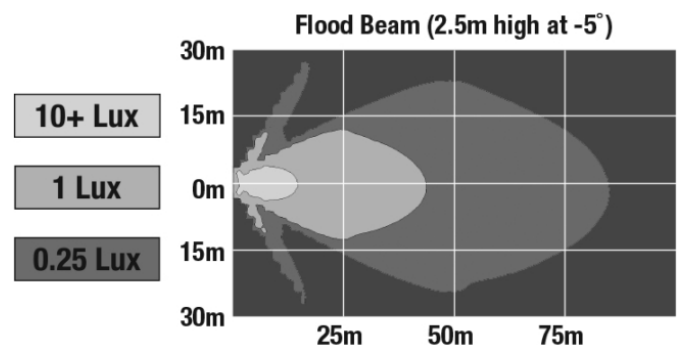 Flood Beam (2.5m high at -5˚)
30m
10+ Lux
15m
1 Lux
0m
0.25 Lux
15m
30m
25m 50m 75m